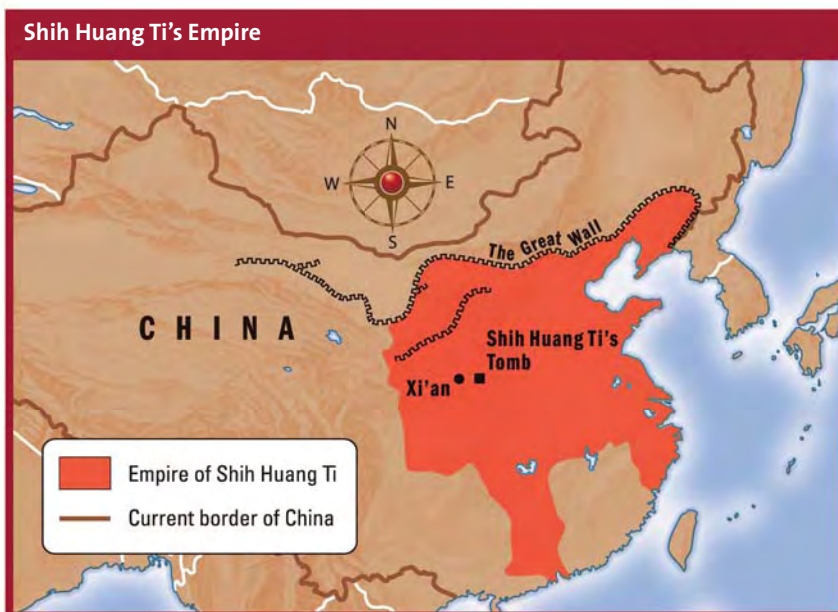 Shih Huang Ti's Empire
N
W
E
S
The Great Wall
CHINA
Shih Huang Ti's
Tomb
Xi'an
Empire of Shih Huang Ti
Current border of China